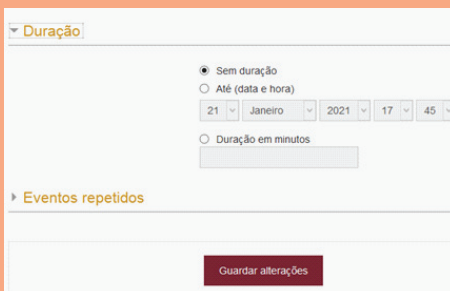 Duração
Sem duração
Até (data e hora)
21 Janeiro 2021 17 45
Duração em minutos
Eventos repetidos
Guardar alterações